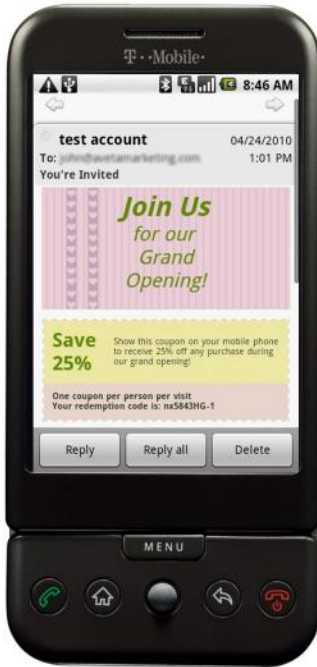 T··Mobile·
8:46 AM
test account 04/24/2010
To: 1:01 PM
You're Invited
Join Us
for our
Grand
Opening!
Save
25%
Show this coupon on your mobile phone
to receive 25% off any purchase during
our grand opening!
One coupon per person per visit
Your redemption code is: nx5843HG-1
Reply Reply all Delete
MENU